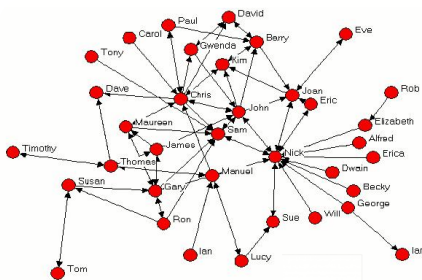 David
Paul
Carol
Eve
Gwenda
Barry
Tony
Kim
Rob
Joan
Dave
Chris
Eric
John
Elizabeth
Maureen
Sam
Alfred
James
Nick
Erica
Timothy
Thomas
Manuel
Dwain
Susan
Gary
Becky
George
Ron
Sue
Will
Ian
Lucy
Tom